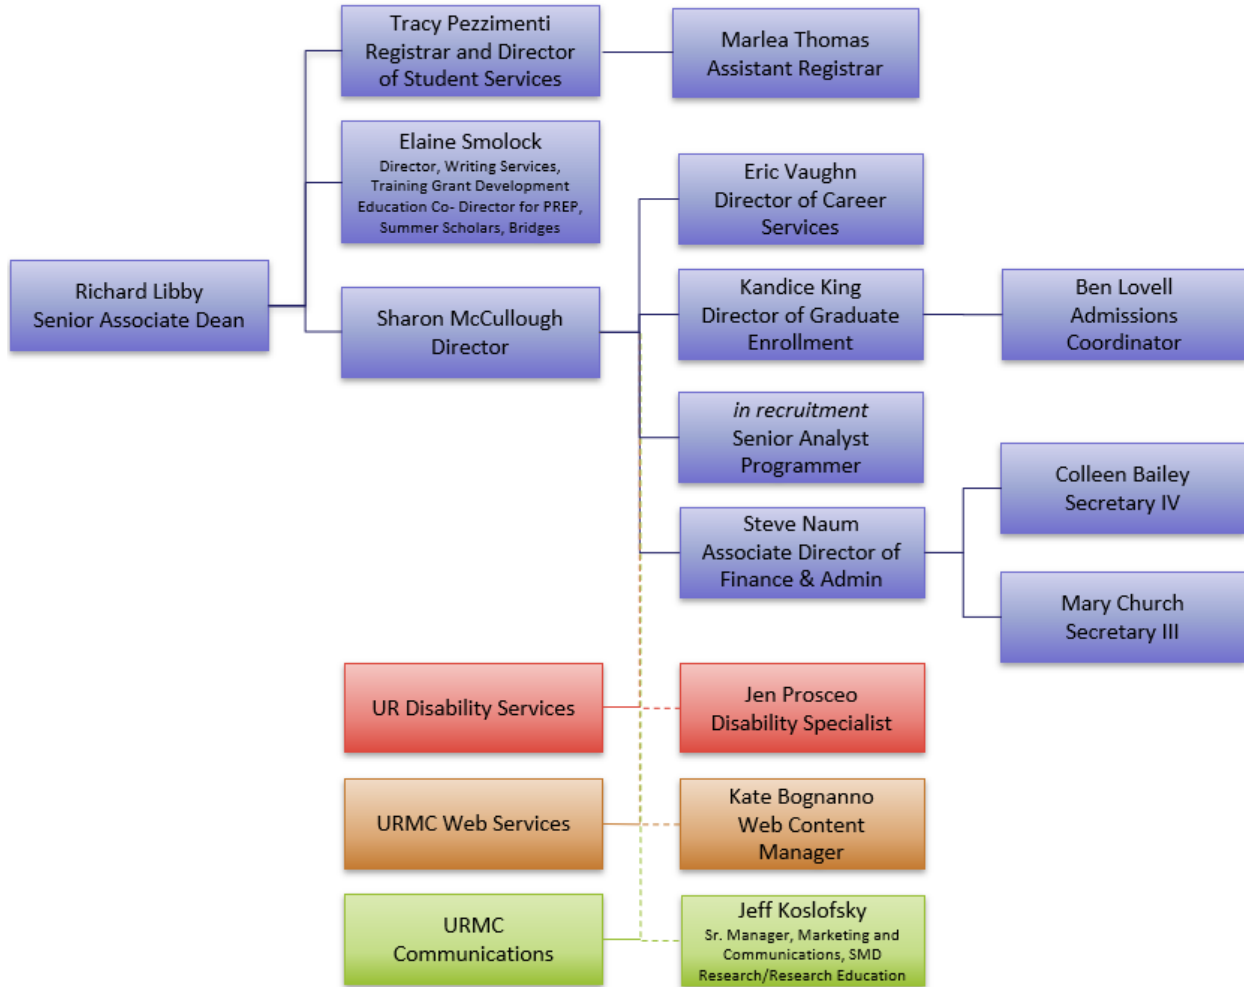 Tracy Pezzimenti
Registrar and Director
of Student Services
Marlea Thomas
Assistant Registrar
Elaine Smolock
Director, Writing Services,
Training Grant Development
Education Co- Director for PREP,
Summer Scholars, Bridges
Eric Vaughn
Director of Career
Services
Richard Libby
Senior Associate Dean
Sharon McCullough
Director
Kandice King
Director of Graduate
Enrollment
Ben Lovell
Admissions
Coordinator
in recruitment
Senior Analyst
Programmer
Steve Naum
Associate Director of
Finance & Admin
Colleen Bailey
Secretary IV
Mary Church
Secretary III
UR Disability Services
Jen Prosceo
Disability Specialist
URMC Web Services
Kate Bognanno
Web Content
Manager
URMC
Communications
Jeff Koslofsky
Sr. Manager, Marketing and
Communications, SMD
Research/Research Education